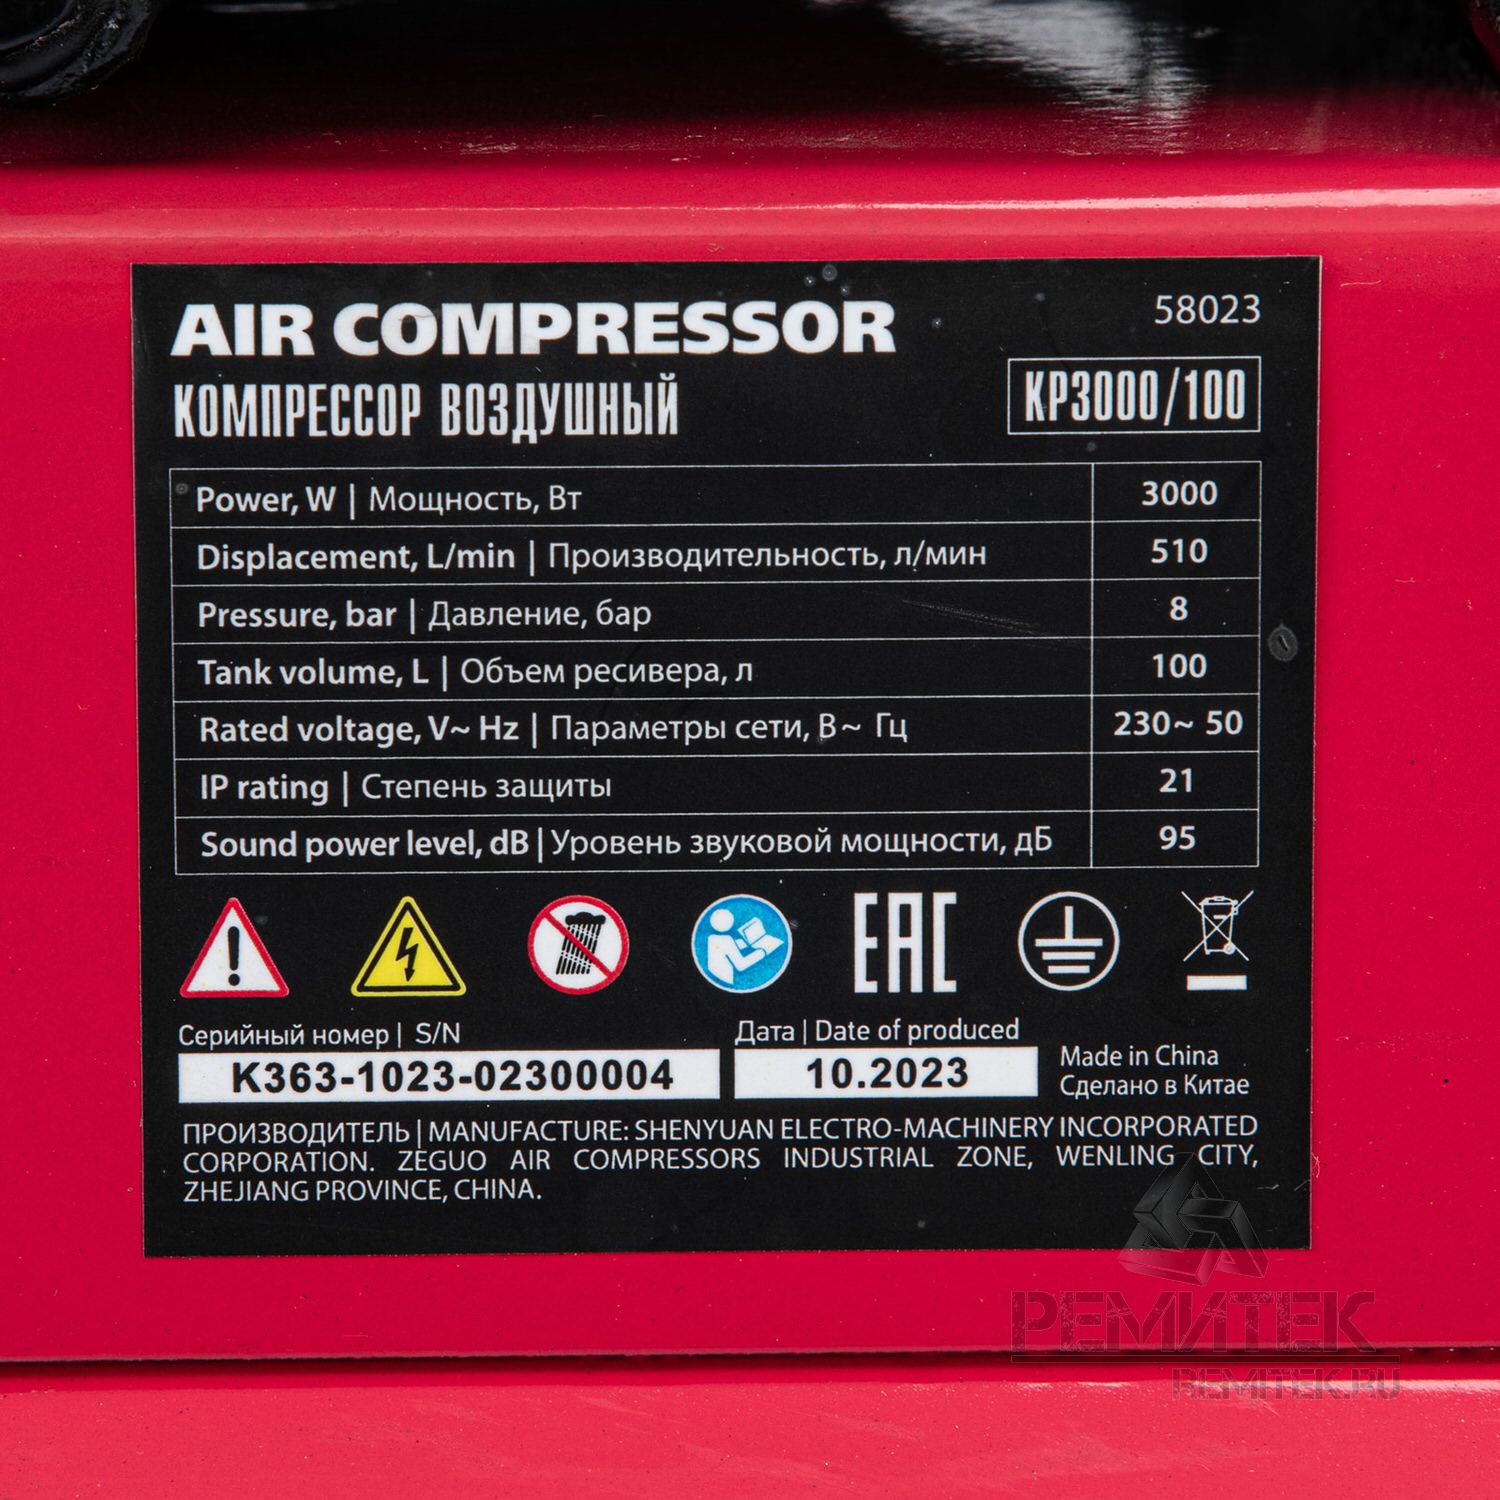 AIR COMPRESSOR
58023
КОМПРЕССОР ВОЗДУШНЫЙ
KP3000/100
Power, W | Мощность, Вт 3000
Displacement, L/min | Производительность, л/мин 510
Pressure, bar | Давление, бар 8
Tank volume, L | Объем ресивера, л 100
Rated voltage, V~ Hz | Параметры сети, В~ Гц 230~ 50
IP rating | Степень защиты 21
Sound power level, dB | Уровень звуковой мощности, дБ 95
EAC
Серийный номер | S/N
K363-1023-02300004
Дата | Date of produced
10.2023
Made in China
Сделано в Китае
ПРОИЗВОДИТЕЛЬ | MANUFACTURE: SHENYUAN ELECTRO-MACHINERY INCORPORATED
CORPORATION. ZEGUO AIR COMPRESSORS INDUSTRIAL ZONE, WENLING CITY,
ZHEJIANG PROVINCE, CHINA.
РЕМИТЕК
REMITEK.RU